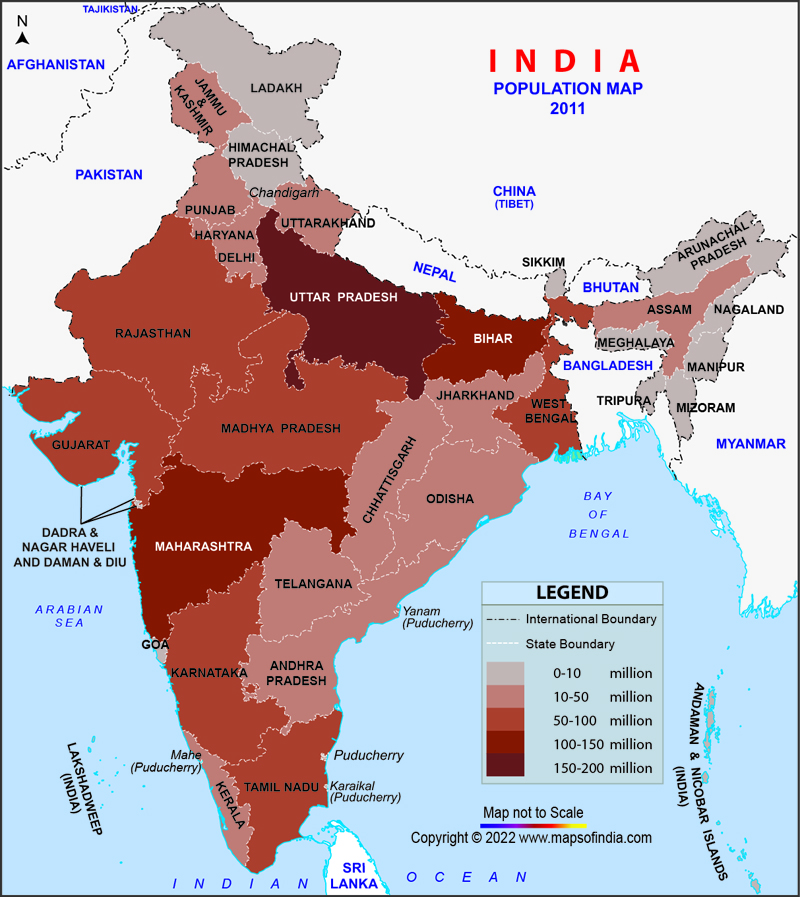 TAJIKISTAN
N
AFGHANISTAN
INDIA
POPULATION MAP
2011
LADAKH
JAMMU
&
KASHMIR
HIMACHAL
PRADESH
PAKISTAN
Chandigarh
CHINA
(TIBET)
PUNJAB
UTTARAKHAND
HARYANA
DELHI
ARUNACHAL
PRADESH
SIKKIM
NEPAL
BHUTAN
UTTAR PRADESH
ASSAM
NAGALAND
RAJASTHAN
BIHAR
MEGHALAYA
BANGLADESH
MANIPUR
JHARKHAND
TRIPURA
MIZORAM
WEST
BENGAL
GUJARAT
MADHYA PRADESH
MYANMAR
CHHATTISGARH
ODISHA
BAY
OF
BENGAL
DADRA &
NAGAR HAVELI
AND DAMAN & DIU
MAHARASHTRA
TELANGANA
ARABIAN
SEA
Yanam
(Puducherry)
GOA
KARNATAKA
ANDHRA
PRADESH
LEGEND
International Boundary
State Boundary
0-10 million
10-50 million
50-100 million
100-150 million
150-200 million
ANDAMAN & NICOBAR ISLANDS
(INDIA)
LAKSHADWEEP
(INDIA)
Mahe
(Puducherry)
Puducherry
KERALA
TAMIL NADU
Karaikal
(Puducherry)
Map not to Scale
Copyright © 2022 www.mapsofindia.com
SRI
LANKA
INDIAN OCEAN